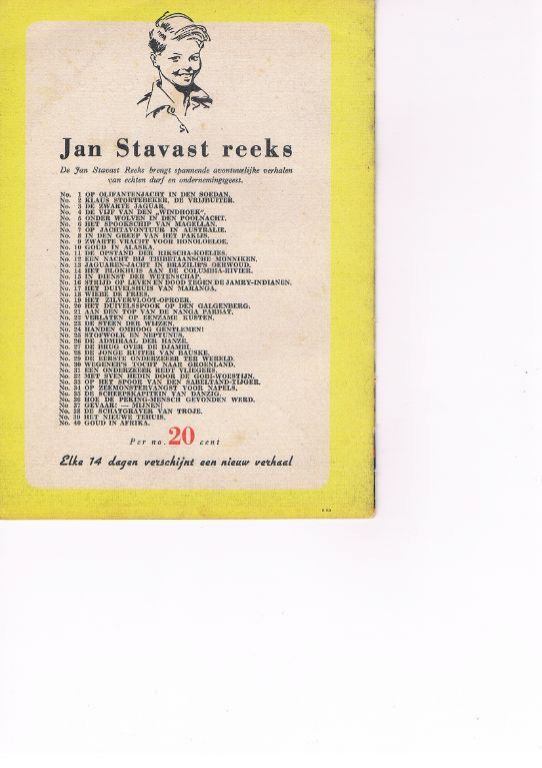 Jan Stavast reeks
De Jan Stavast Reeks brengt spannende avontuurlijke verhalen
van echten durf en ondernemingsgeest.
No. 1 OP OLIFANTENJACHT IN DEN SOEDAN.
No. 2 KLAUS STORTEBEKER, DE VRIJBUITER.
No. 3 DE ZWARTE JAGUAR.
No. 4 DE VIJF VAN DEN „WINDHOEK".
No. 5 ONDER WOLVEN IN DEN POOLNACHT.
No. 6 HET SPOOKSCHIP VAN MAGELLAN.
No. 7 OP JACHTAVONTUUR IN AUSTRALIE.
No. 8 IN DEN GREEP VAN HET PAKIJS.
No. 9 ZWARTE VRACHT VOOR HONOLOELOE.
No. 10 GOUD IN ALASKA.
No. 11 DE OPSTAND DER RIKSCHA-KOELIES.
No. 12 EEN NACHT BIJ THIBETAANSCHE MONNIKEN.
No. 13 JAGUAREN-JACHT IN BRAZILIE'S OERWOUD.
No. 14 HET BLOKHUIS AAN DE COLUMBIA-RIVIER.
No. 15 IN DIENST DER WETENSCHAP.
No. 16 STRIJD OP LEVEN EN DOOD TEGEN DE JAMRY-INDIANEN.
No. 17 HET DUIVELSHUIS VAN MARANGA.
No. 18 WIEBE DE FRIES.
No. 19 HET ZILVERVLOOT-OPROER.
No. 20 HET DUIVELSSPOOK OP DEN GALGENBERG.
No. 21 AAN DEN TOP VAN DE NANGA PARBAT.
No. 22 VERLATEN OP EENZAME KUSTEN.
No. 23 DE STEEN DER WIJZEN.
No. 24 HANDEN OMHOOG GENTLEMEN!
No. 25 STOFWOLK EN NEPTUNUS.
No. 26 DE ADMIRAAL DER HANZE.
No. 27 DE BRUG OVER DE DJAMBI.
No. 28 DE JONGE RUITER VAN BAUSKE.
No. 29 DE EERSTE ONDERZEEËR TER WERELD.
No. 30 WEGENER'S TOCHT NAAR GROENLAND.
No. 31 EEN ONDERZEEËR REDT VLIEGERS.
No. 32 MET SVEN HEDIN DOOR DE GOBI-WOESTIJN.
No. 33 OP HET SPOOR VAN DEN SABELTAND-TIJGER.
No. 34 OP ZEEMONSTERVANGST VOOR NAPELS.
No. 35 DE SCHERPSKAPITEIN VAN DANZIG.
No. 36 HOE DE PEKING-MENSCH GEVONDEN WERD.
No. 37 GEVAAR! — MIJNEN!
No. 38 DE SCHATGRAVER VAN TROJE.
No. 39 HET NIEUWE TEHUIS.
No. 40 GOUD IN AFRIKA.
Per no. 20 cent
Elke 14 dagen verschijnt een nieuw verhaal